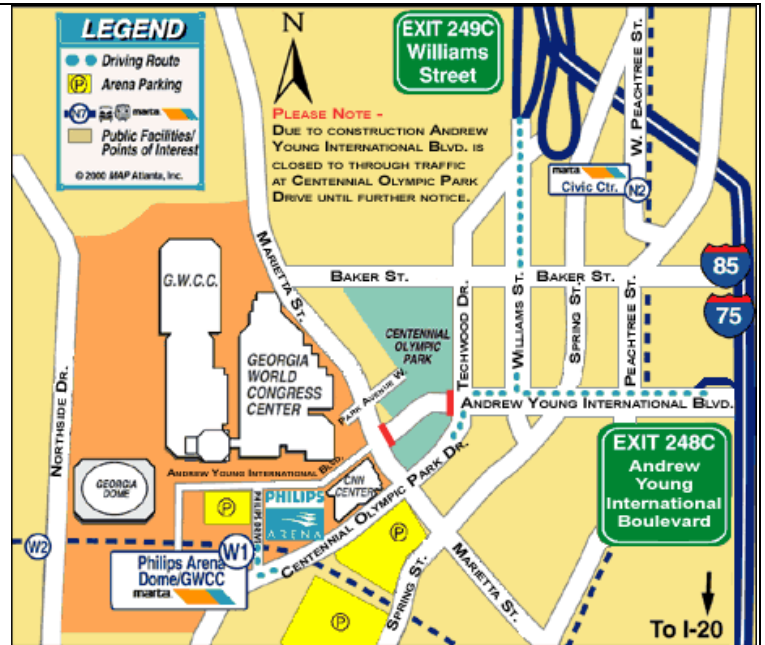 LEGEND
Driving Route
P
Arena Parking
N7
marta
Public Facilities/
Points of Interest
© 2000 MAP Atlanta, Inc.
N
PLEASE NOTE -
DUE TO CONSTRUCTION ANDREW
YOUNG INTERNATIONAL BLVD. IS
CLOSED TO THROUGH TRAFFIC
AT CENTENNIAL OLYMPIC PARK
DRIVE UNTIL FURTHER NOTICE.
EXIT 249C
Williams
Street
W. PEACHTREE ST.
marta
Civic Ctr.
N2
85
75
BAKER ST.
BAKER ST.
MARIETTA ST.
TECHWOOD DR.
WILLIAMS ST.
SPRING ST.
PEACHTREE ST.
G.W.C.C.
GEORGIA
WORLD
CONGRESS
CENTER
CENTENNIAL
OLYMPIC
PARK
PARK AVENUE W.
ANDREW YOUNG INTERNATIONAL BLVD.
NORTHSIDE DR.
GEORGIA
DOME
ANDREW YOUNG INTERNATIONAL BLVD.
CNN
CENTER
P
PHILIPS DRIVE
PHILIPS
ARENA
CENTENNIAL OLYMPIC PARK DR.
EXIT 248C
Andrew
Young
International
Boulevard
W2
W1
Philips Arena
Dome/GWCC
marta
P
P
SPRING ST.
MARIETTA ST.
To I-20